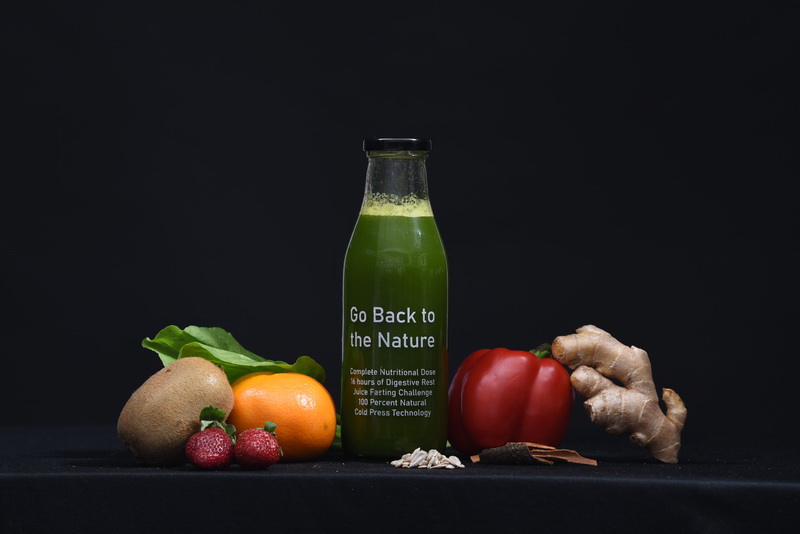 Go Back to
the Nature
Complete Nutritional Dose
16 hours of Digestive Rest
Juice Farting Challenge
100 Percent Natural
Cold Press Technology